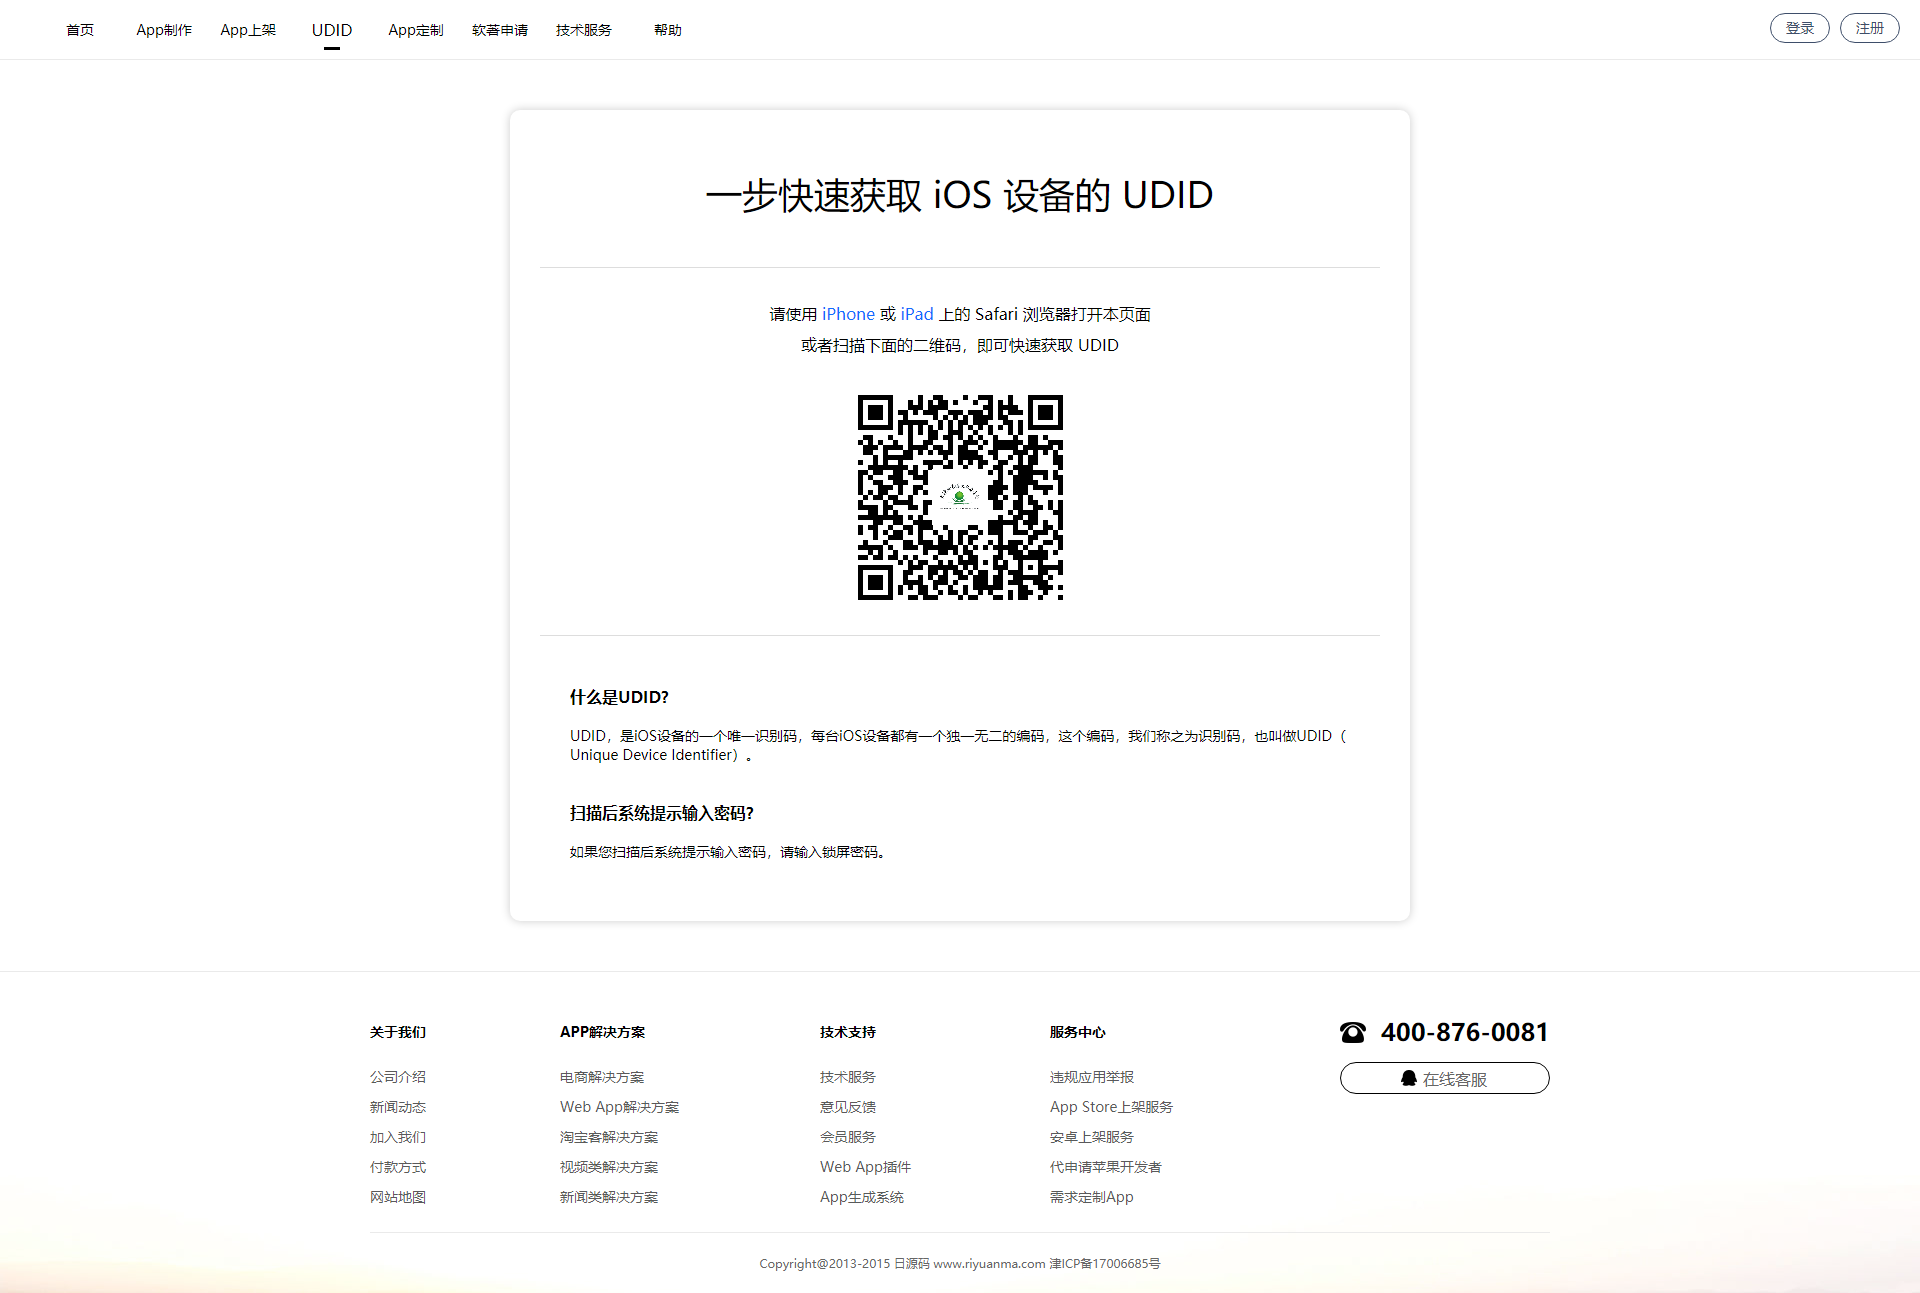 首页
App制作
App上架
UDID
App定制
软著申请
技术服务
帮助
登录
注册
一步快速获取 iOS 设备的 UDID
请使用 iPhone 或 iPad 上的 Safari 浏览器打开本页面
或者扫描下面的二维码，即可快速获取 UDID
什么是UDID?
UDID，是iOS设备的一个唯一识别码，每台iOS设备都有一个独一无二的编码，这个编码，我们称之为识别码，也叫做UDID（
Unique Device Identifier）。
扫描后系统提示输入密码?
如果您扫描后系统提示输入密码，请输入锁屏密码。
关于我们
公司介绍
新闻动态
加入我们
付款方式
网站地图
APP解决方案
电商解决方案
Web App解决方案
淘宝客解决方案
视频类解决方案
新闻类解决方案
技术支持
技术服务
意见反馈
会员服务
Web App插件
App生成系统
服务中心
违规应用举报
App Store上架服务
安卓上架服务
代申请苹果开发者
需求定制App
400-876-0081
在线客服
Copyright@2013-2015 日源码 www.riyuanma.com 津ICP备17006685号